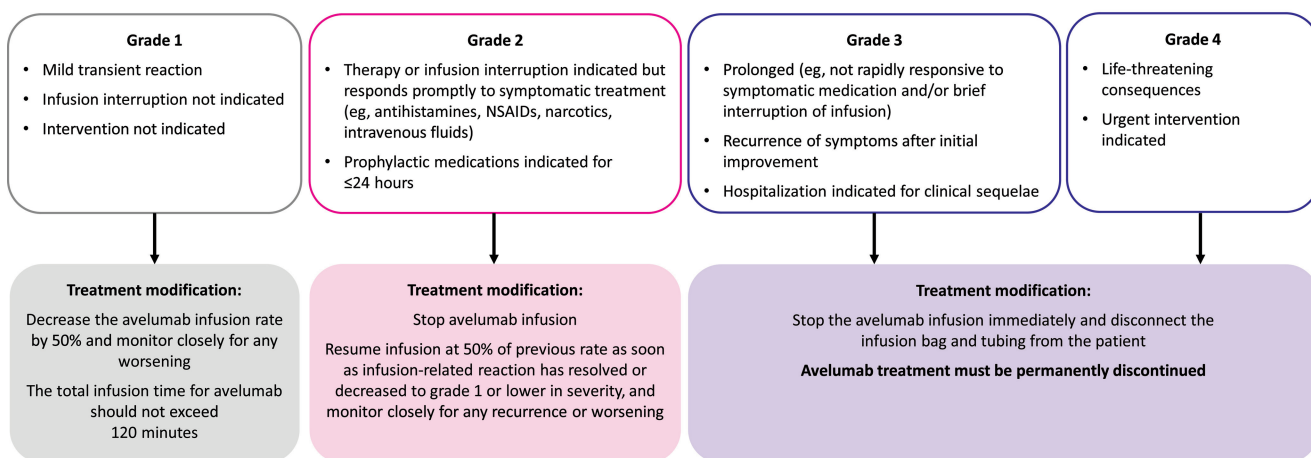 Grade 1
• Mild transient reaction
• Infusion interruption not indicated
• Intervention not indicated
Grade 2
• Therapy or infusion interruption indicated but
responds promptly to symptomatic treatment
(eg, antihistamines, NSAIDs, narcotics,
intravenous fluids)
• Prophylactic medications indicated for
≤24 hours
Grade 3
• Prolonged (eg, not rapidly responsive to
symptomatic medication and/or brief
interruption of infusion)
• Recurrence of symptoms after initial
improvement
• Hospitalization indicated for clinical sequelae
Grade 4
• Life-threatening
consequences
• Urgent intervention
indicated
Treatment modification:
Decrease the avelumab infusion rate
by 50% and monitor closely for any
worsening
The total infusion time for avelumab
should not exceed
120 minutes
Treatment modification:
Stop avelumab infusion
Resume infusion at 50% of previous rate as soon
as infusion-related reaction has resolved or
decreased to grade 1 or lower in severity, and
monitor closely for any recurrence or worsening
Treatment modification:
Stop the avelumab infusion immediately and disconnect the
infusion bag and tubing from the patient
Avelumab treatment must be permanently discontinued